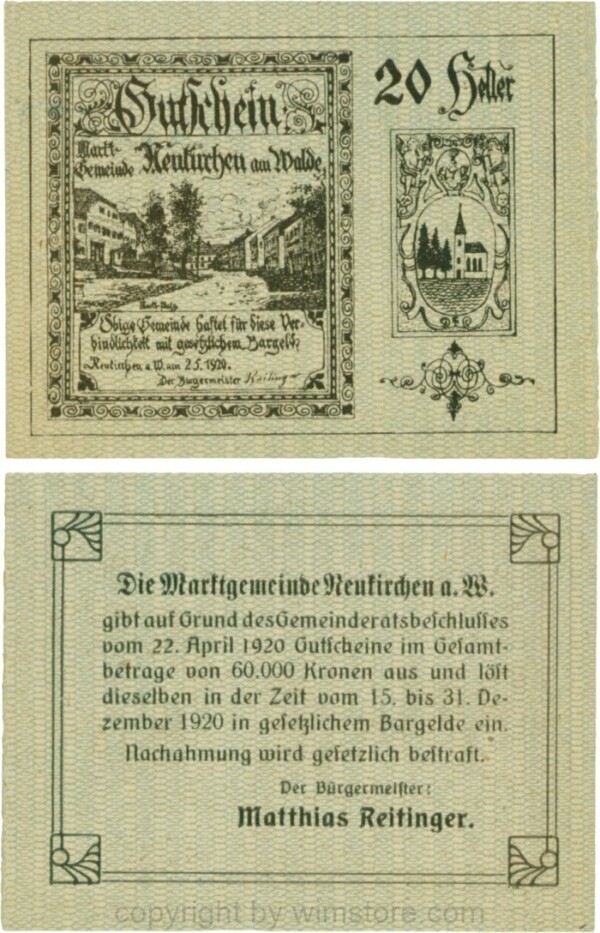 Gutschein
Markt-
Gemeinde Neukirchen am Walde,
20 Heller
Obige Gemeinde haftet für diese Ver-
bindlichkeit mit gesetzlichem Bargeld.
Neukirchen a. W. am 2.5. 1920.
Der Bürgermeister
Die Marktgemeinde Neukirchen a. W.
gibt auf Grund des Gemeinderatsbeschlusses
vom 22. April 1920 Gutscheine im Gesamt-
betrage von 60.000 Kronen aus und löst
dieselben in der Zeit vom 15. bis 31. De-
zember 1920 in gesetzlichem Bargelde ein.
Nachahmung wird gesetzlich bestraft.
Der Bürgermeister:
Matthias Reitinger.
copyright by wimstore.com